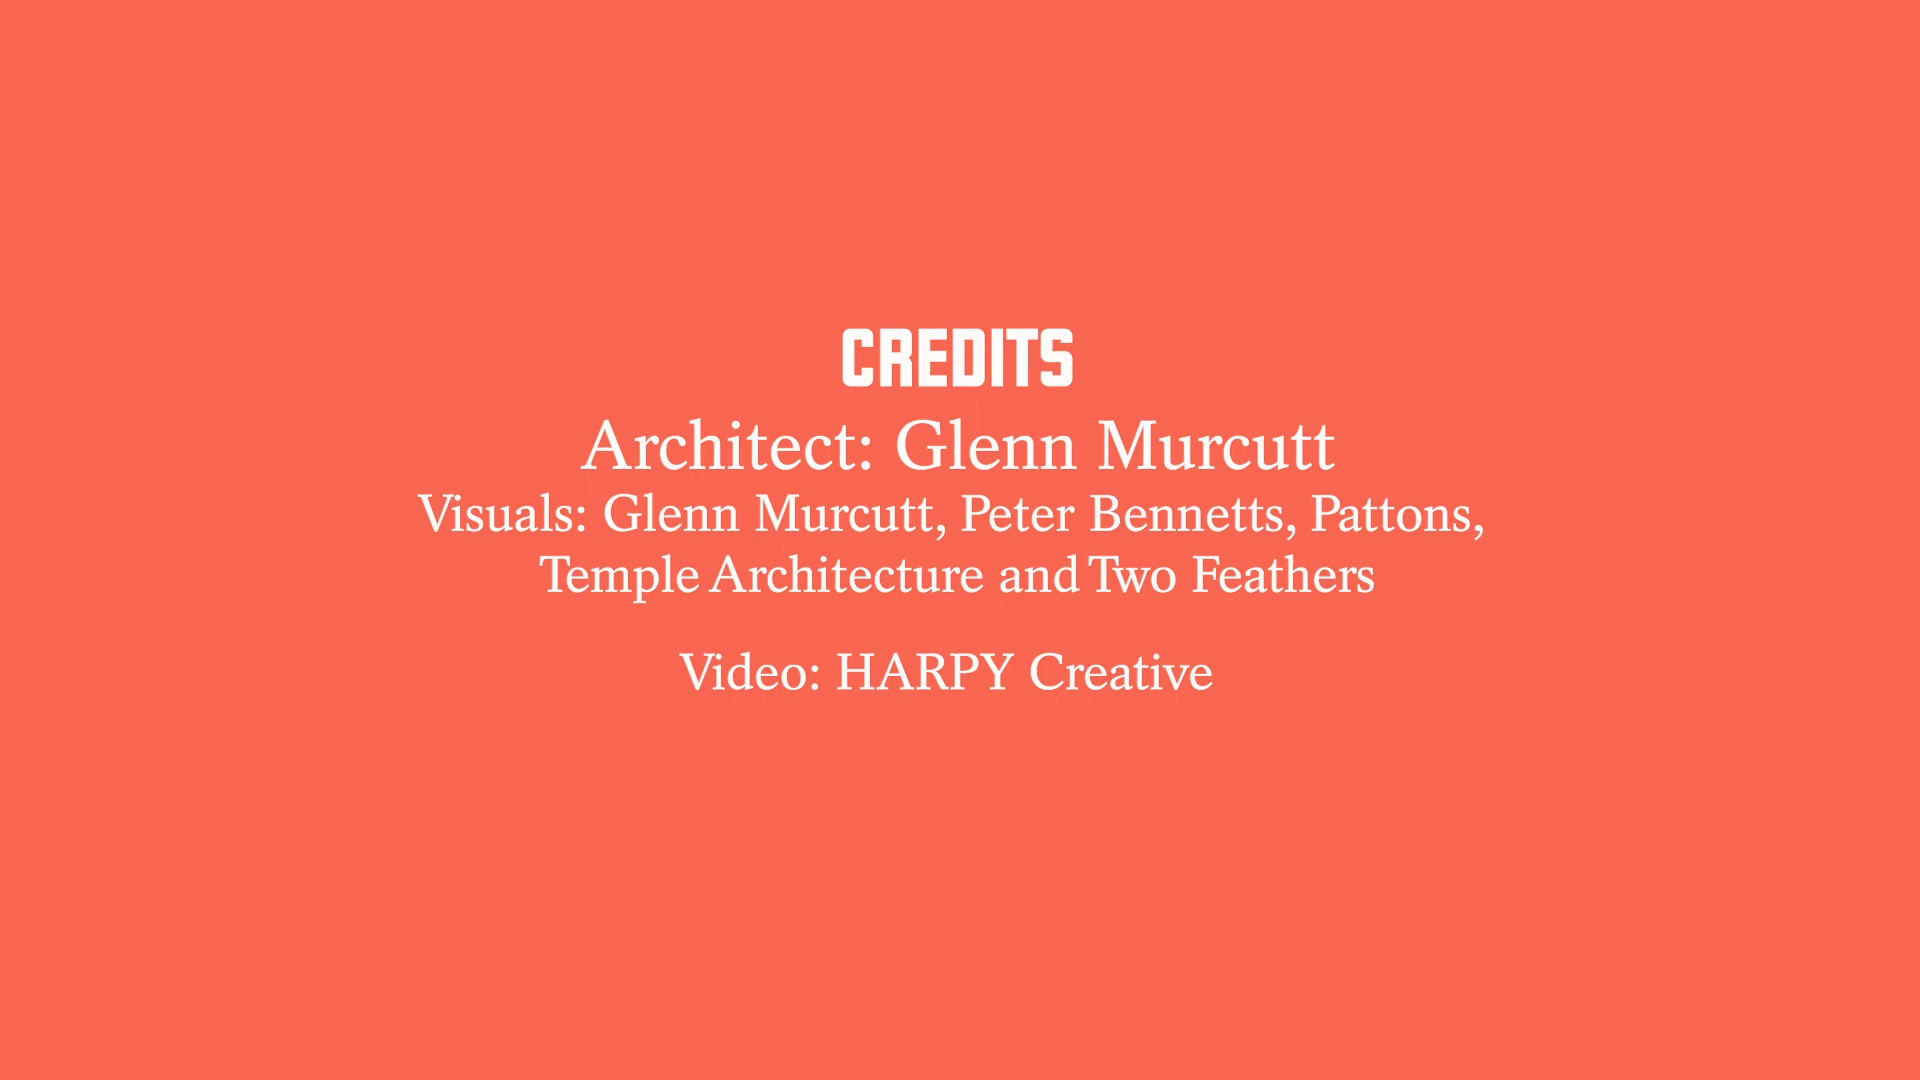 CREDITS
Architect: Glenn Murcutt
Visuals: Glenn Murcutt, Peter Bennetts, Pattons,
Temple Architecture and Two Feathers
Video: HARPY Creative